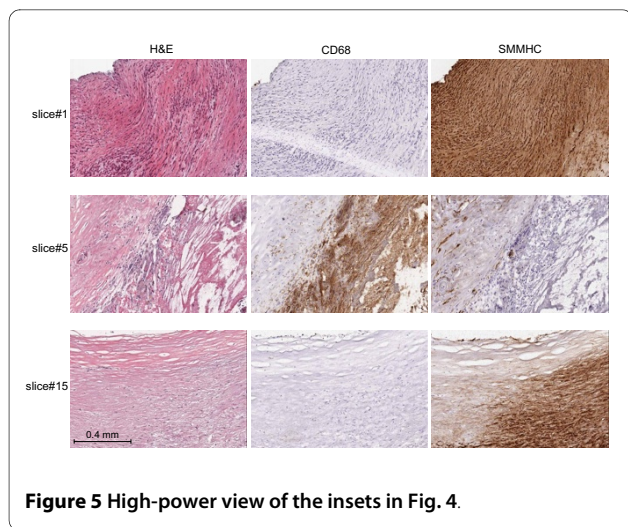 H&E CD68 SMMHC
slice#1
slice#5
slice#15
0.4 mm
Figure 5 High-power view of the insets in Fig. 4.